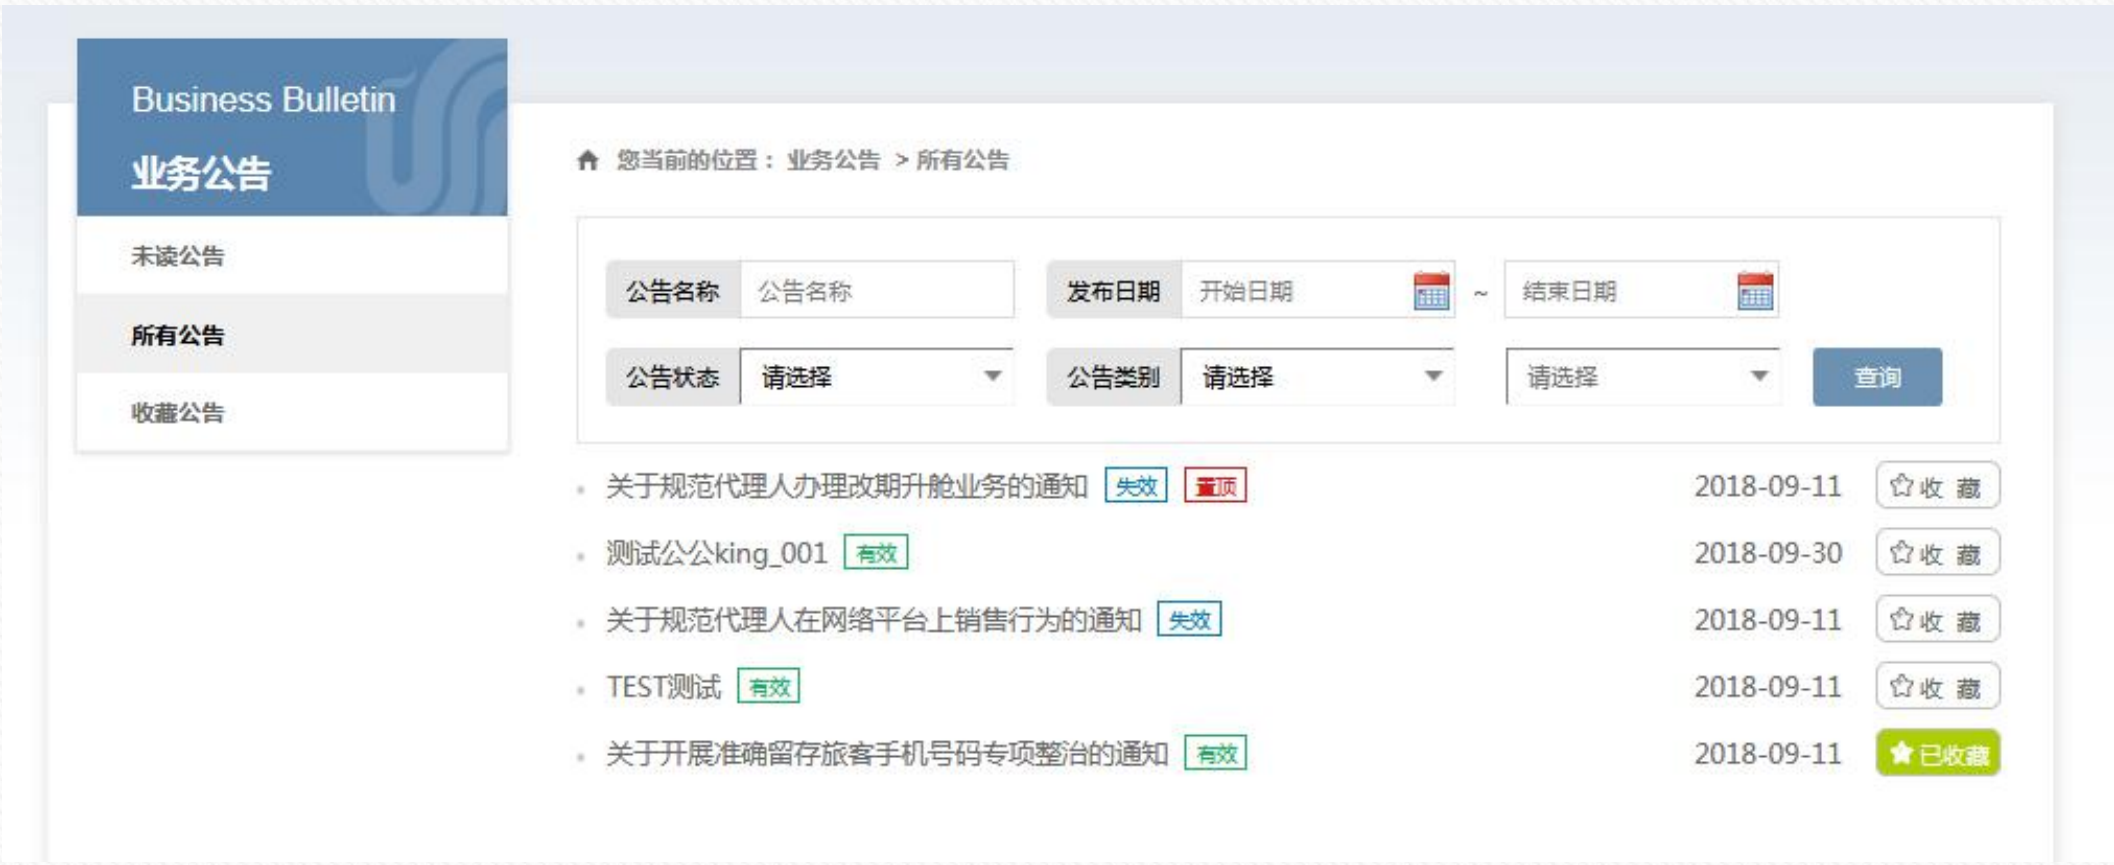 Business Bulletin
业务公告
未读公告
所有公告
收藏公告
您当前的位置： 业务公告 > 所有公告
公告名称 公告名称 发布日期 开始日期 ~ 结束日期
公告状态 请选择 公告类别 请选择 请选择 查询
关于规范代理人办理改期升舱业务的通知 失效 置顶 2018-09-11 收 藏
测试公公king_001 有效 2018-09-30 收 藏
关于规范代理人在网络平台上销售行为的通知 失效 2018-09-11 收 藏
TEST测试 有效 2018-09-11 收 藏
关于开展准确留存旅客手机号码专项整治的通知 有效 2018-09-11 已收藏